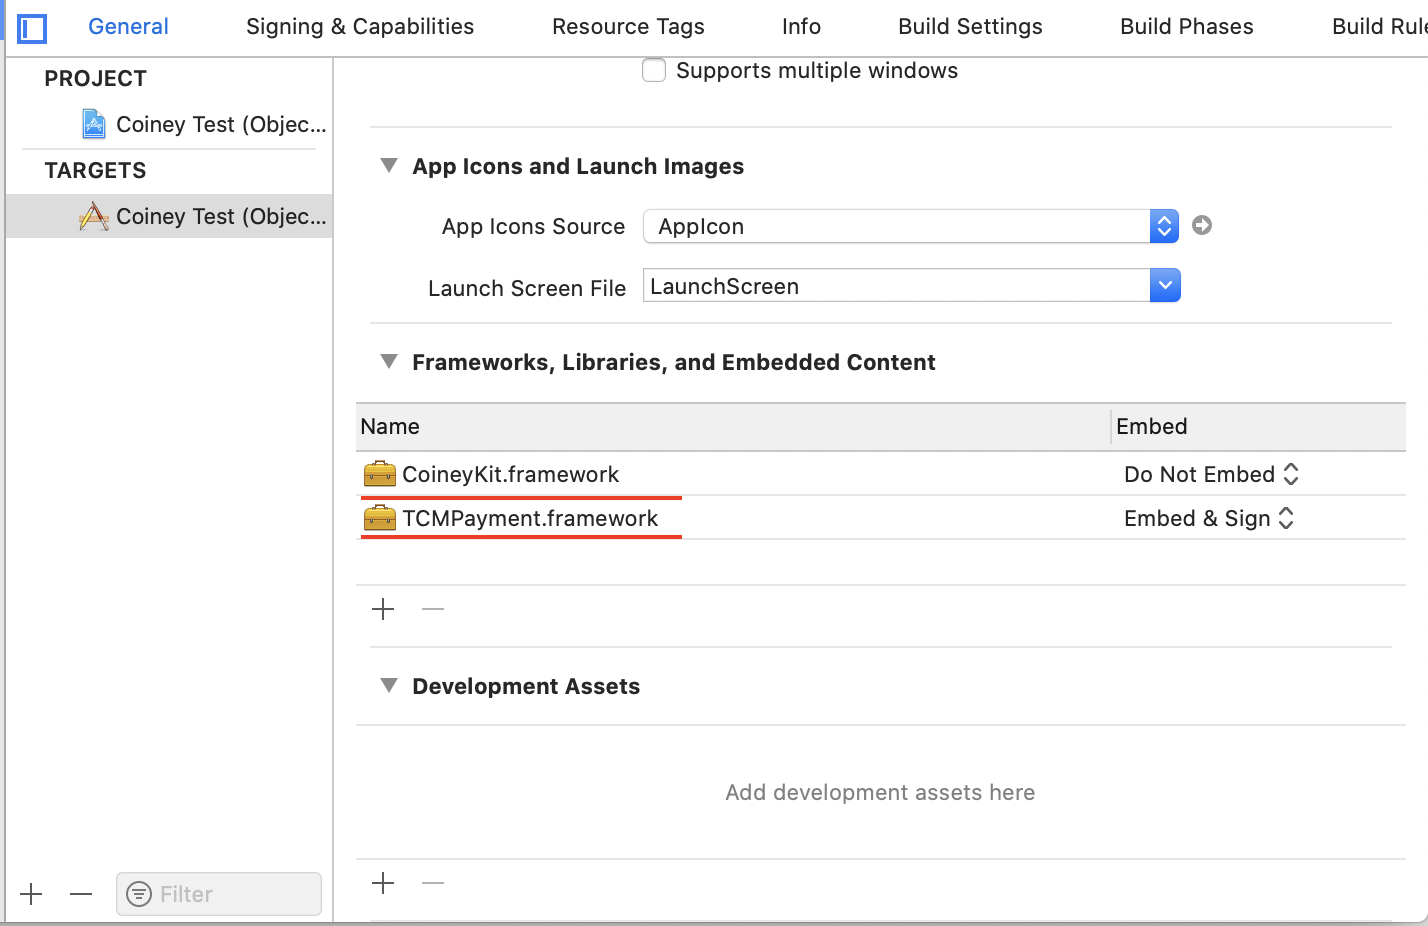 General Signing & Capabilities Resource Tags Info Build Settings Build Phases Build Rule
PROJECT
Coiney Test (Objec...
TARGETS
Coiney Test (Objec...
Filter
Supports multiple windows
App Icons and Launch Images
App Icons Source AppIcon
Launch Screen File LaunchScreen
Frameworks, Libraries, and Embedded Content
Name Embed
CoineyKit.framework Do Not Embed
TCMPayment.framework Embed & Sign
Development Assets
Add development assets here